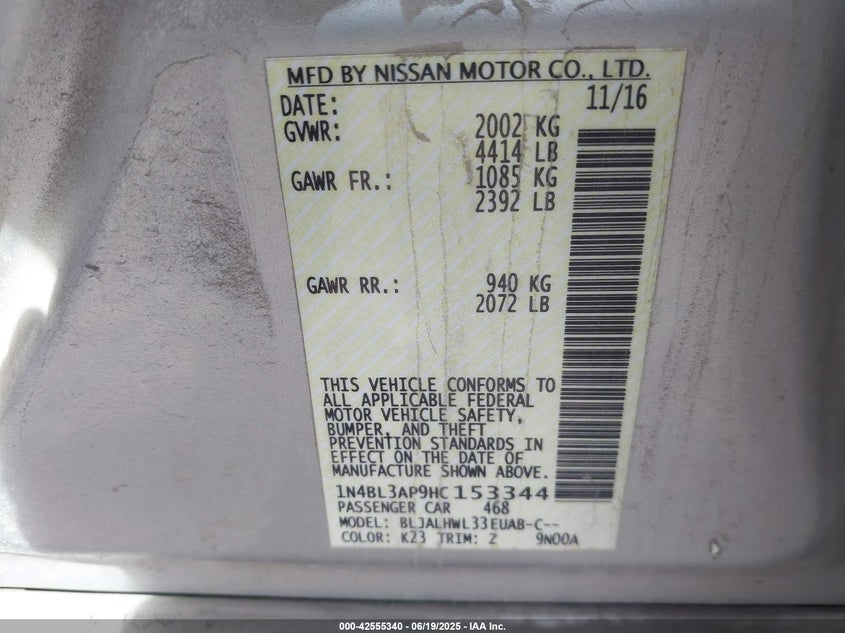 MFD BY NISSAN MOTOR CO., LTD.
DATE: 11/16
GVWR: 2002 KG
4414 LB
GAWR FR.: 1085 KG
2392 LB
GAWR RR.: 940 KG
2072 LB
THIS VEHICLE CONFORMS TO
ALL APPLICABLE FEDERAL
MOTOR VEHICLE SAFETY,
BUMPER, AND THEFT
PREVENTION STANDARDS IN
EFFECT ON THE DATE OF
MANUFACTURE SHOWN ABOVE.
1N4BL3AP9HC153344
PASSENGER CAR 468
MODEL: BLJALHWL33EUAB-C--
COLOR: K23 TRIM: Z 9N00A
000-42555340 - 06/19/2025 - IAA Inc.